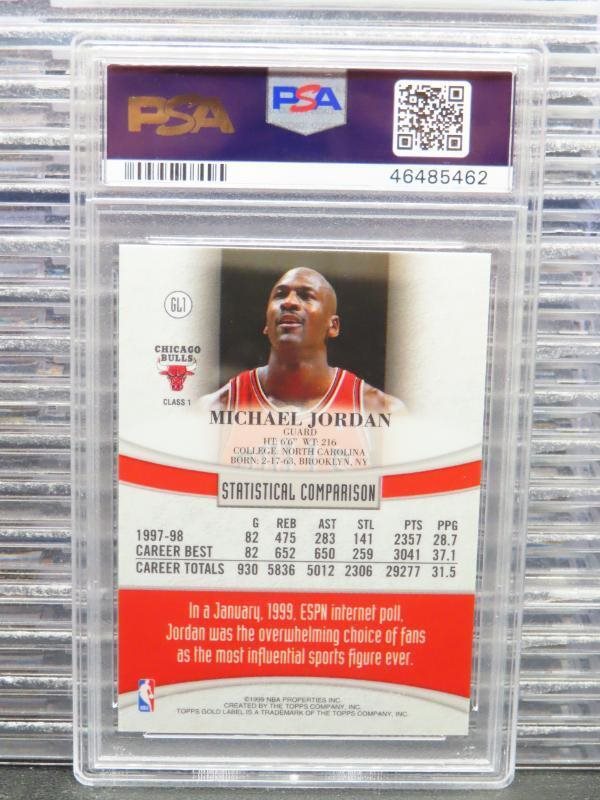 PSA
PSA
46485462
GL1
CHICAGO
BULLS
CLASS 1
MICHAEL JORDAN
GUARD
HT: 6'6" WT: 216
COLLEGE: NORTH CAROLINA
BORN: 2-17-63, BROOKLYN, NY
STATISTICAL COMPARISON
G REB AST STL PTS PPG
1997-98 82 475 283 141 2357 28.7
CAREER BEST 82 652 650 259 3041 37.1
CAREER TOTALS 930 5836 5012 2306 29277 31.5
In a January, 1999, ESPN internet poll,
Jordan was the overwhelming choice of fans
as the most influential sports figure ever.
©1999 NBA PROPERTIES INC.
CREATED BY THE TOPPS COMPANY, INC.
TOPPS GOLD LABEL IS A TRADEMARK OF THE TOPPS COMPANY, INC.